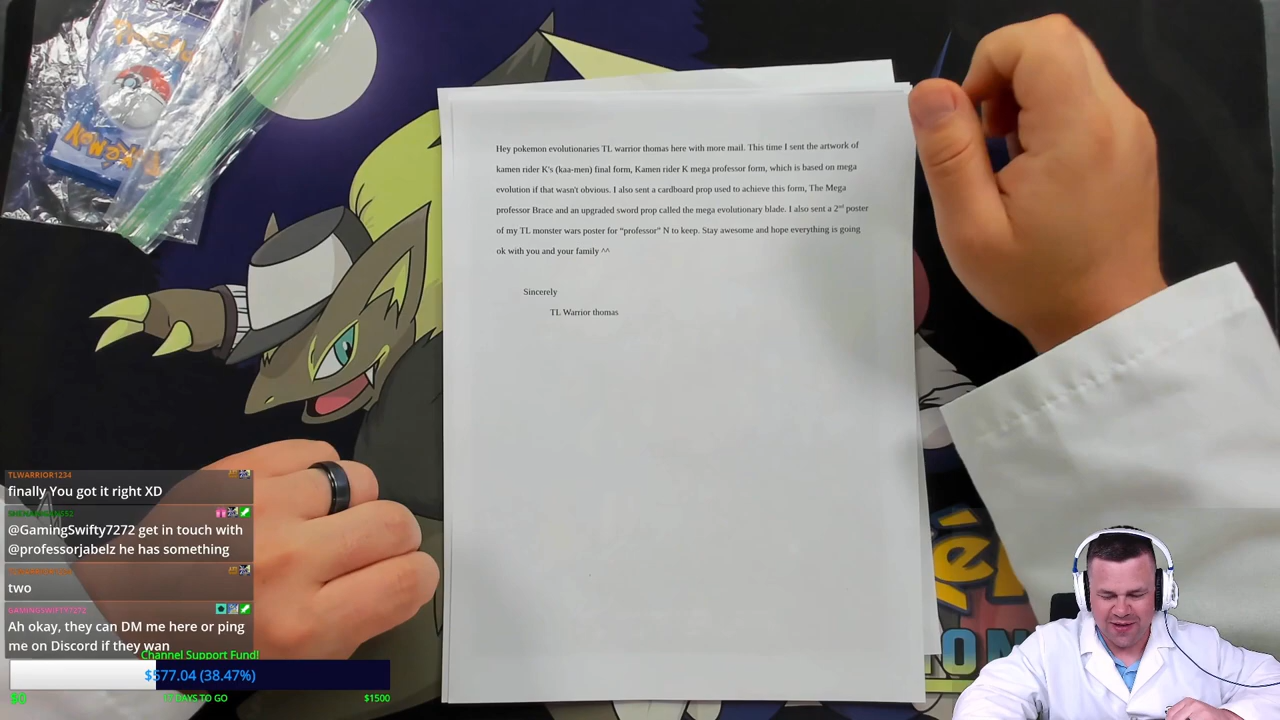 Hey pokemon evolutionaries TL warrior thomas here with more mail. This time I sent the artwork of
kamen rider K's (kaa-men) final form, Kamen rider K mega professor form, which is based on mega
evolution if that wasn't obvious. I also sent a cardboard prop used to achieve this form, The Mega
professor Brace and an upgraded sword prop called the mega evolutionary blade. I also sent a 2nd poster
of my TL monster wars poster for “professor” N to keep. Stay awesome and hope everything is going
ok with you and your family ^^
Sincerely
TL Warrior thomas
TLWARRIOR1234
finally You got it right XD
@GamingSwifty7272 get in touch with
@professorjabelz he has something
two
GAMINGSWIFTY7272
Ah okay, they can DM me here or ping
me on Discord if they wan
Channel Support Fund!
$577.04 (38.47%)
$0
DAYS TO GO
$1500